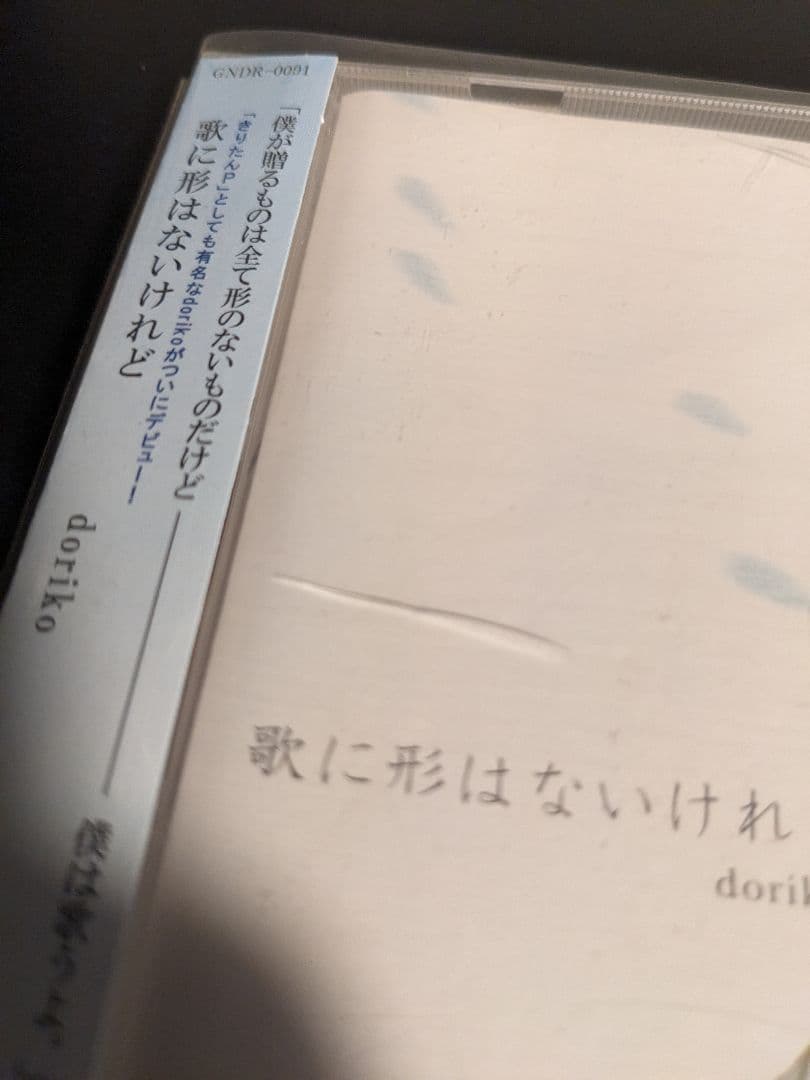 GNDR-0091
「僕が贈るものは全て形のないものだけど
「きりたんP」としても有名なdorikoがついにデビュー！
歌に形はないけれど
doriko
歌に形はないけれ
dorik